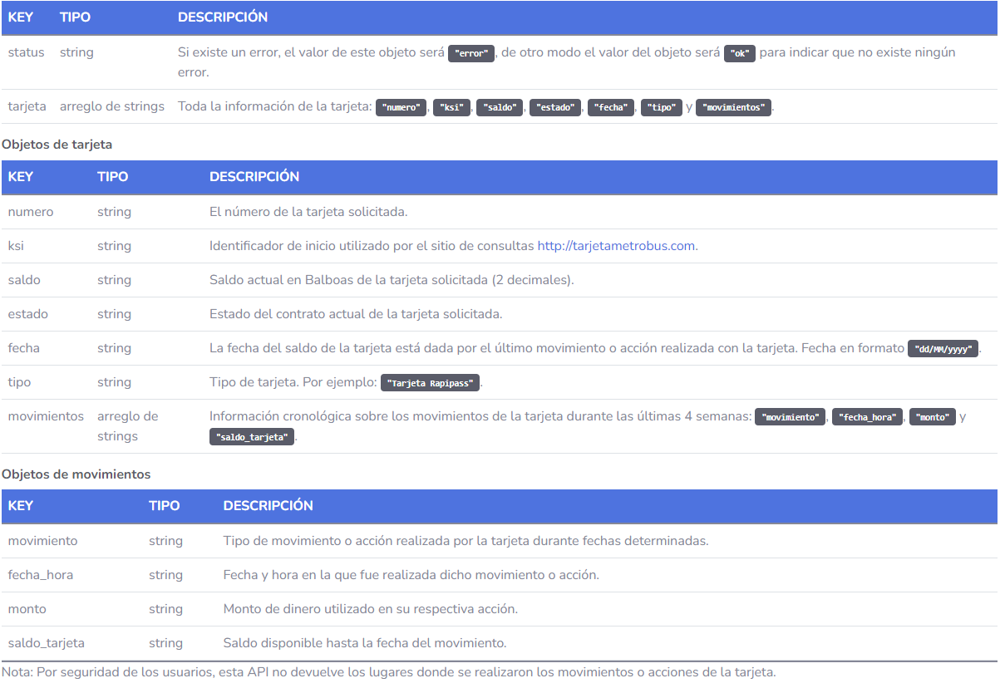 KEY TIPO DESCRIPCIÓN
status string Si existe un error, el valor de este objeto será "error", de otro modo el valor del objeto será "ok" para indicar que no existe ningún
error.
tarjeta arreglo de strings Toda la información de la tarjeta: "numero", "ksi", "saldo", "estado", "fecha", "tipo" y "movimientos".
Objetos de tarjeta
KEY TIPO DESCRIPCIÓN
numero string El número de la tarjeta solicitada.
ksi string Identificador de inicio utilizado por el sitio de consultas http://tarjetametrobus.com.
saldo string Saldo actual en Balboas de la tarjeta solicitada (2 decimales).
estado string Estado del contrato actual de la tarjeta solicitada.
fecha string La fecha del saldo de la tarjeta está dada por el último movimiento o acción realizada con la tarjeta. Fecha en formato "dd/MM/yyyy".
tipo string Tipo de tarjeta. Por ejemplo: "Tarjeta Rapipass".
movimientos arreglo de Información cronológica sobre los movimientos de la tarjeta durante las últimas 4 semanas: "movimiento", "fecha_hora", "monto" y
strings "saldo_tarjeta".
Objetos de movimientos
KEY TIPO DESCRIPCIÓN
movimiento string Tipo de movimiento o acción realizada por la tarjeta durante fechas determinadas.
fecha_hora string Fecha y hora en la que fue realizada dicho movimiento o acción.
monto string Monto de dinero utilizado en su respectiva acción.
saldo_tarjeta string Saldo disponible hasta la fecha del movimiento.
Nota: Por seguridad de los usuarios, esta API no devuelve los lugares donde se realizaron los movimientos o acciones de la tarjeta.